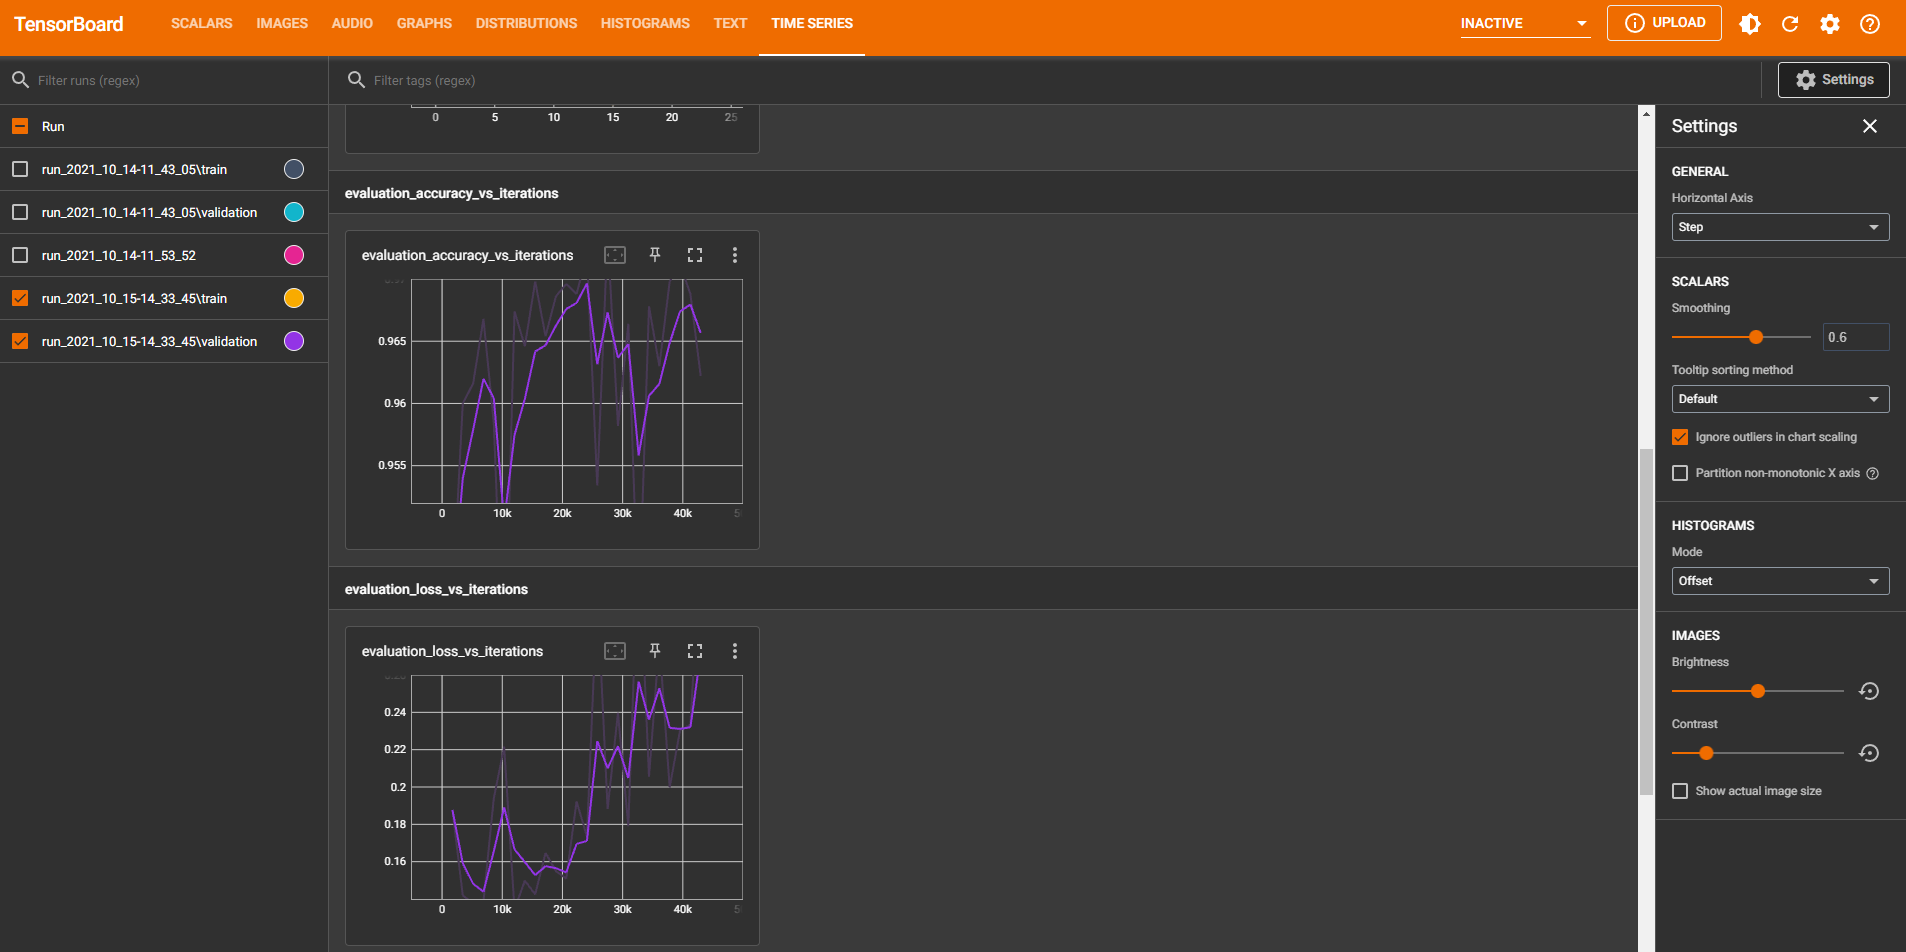 TensorBoard SCALARS IMAGES AUDIO GRAPHS DISTRIBUTIONS HISTOGRAMS TEXT TIME SERIES INACTIVE UPLOAD
Filter runs (regex)
Filter tags (regex)
Settings
Run
run_2021_10_14-11_43_05\train
run_2021_10_14-11_43_05\validation
run_2021_10_14-11_53_52
run_2021_10_15-14_33_45\train
run_2021_10_15-14_33_45\validation
0 5 10 15 20 25
evaluation_accuracy_vs_iterations
evaluation_accuracy_vs_iterations
0.965
0.96
0.955
0 10k 20k 30k 40k
evaluation_loss_vs_iterations
evaluation_loss_vs_iterations
0.24
0.22
0.2
0.18
0.16
0 10k 20k 30k 40k
Settings
GENERAL
Horizontal Axis
Step
SCALARS
Smoothing
0.6
Tooltip sorting method
Default
Ignore outliers in chart scaling
Partition non-monotonic X axis
HISTOGRAMS
Mode
Offset
IMAGES
Brightness
Contrast
Show actual image size